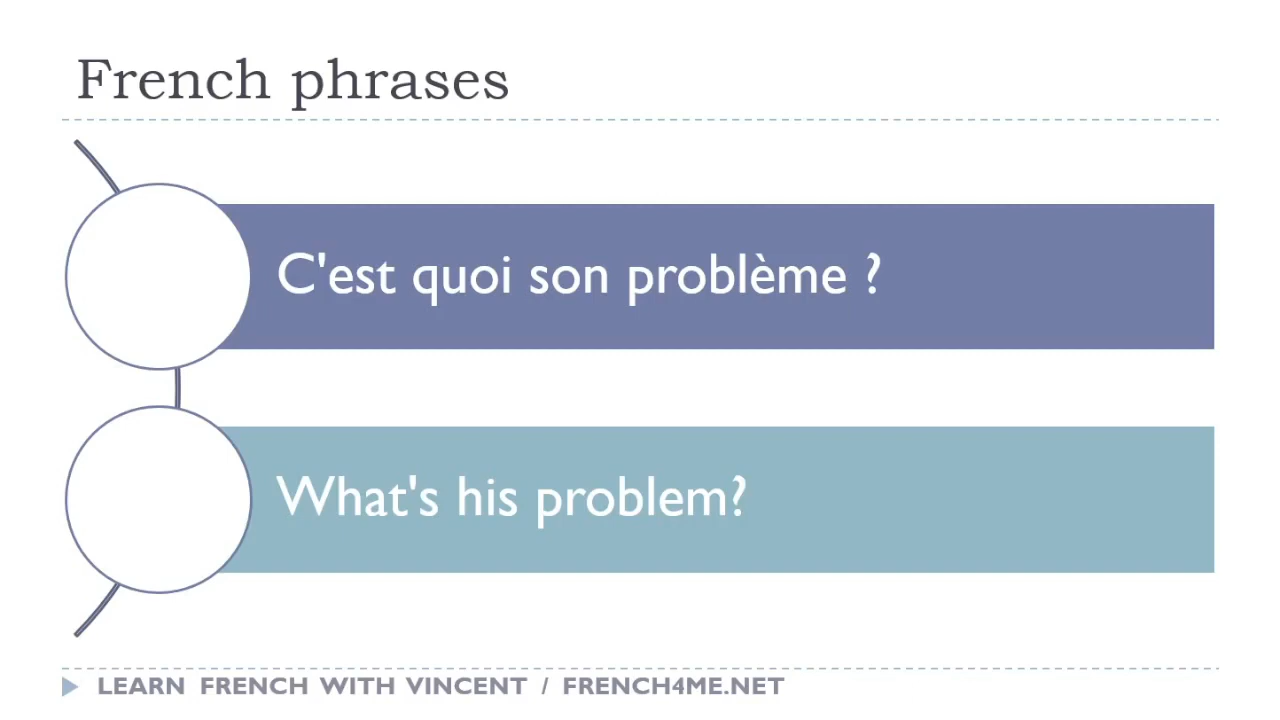 French phrases
C'est quoi son problème ?
What's his problem?
LEARN FRENCH WITH VINCENT / FRENCH4ME.NET